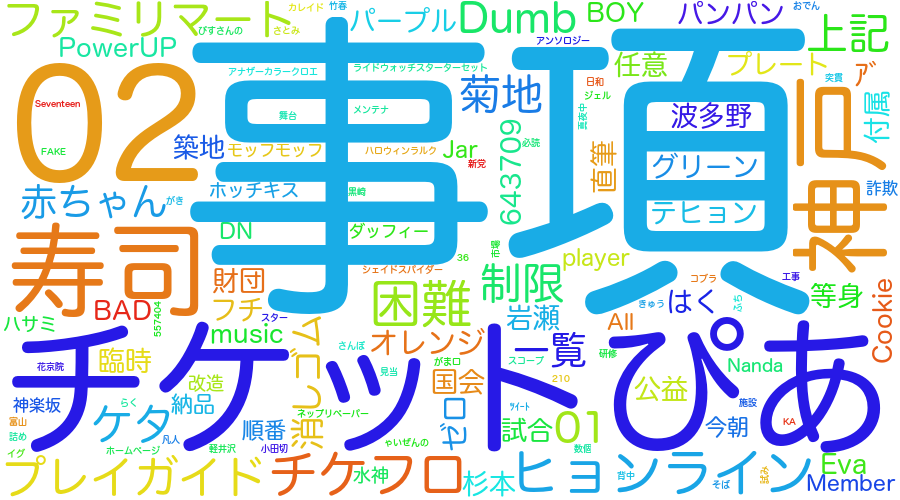 ファミリマート
カレイド
竹春
パープル
Dumb
BOY
パンパン
おでん
びすさんの
さとみ
PowerUP
アンソロジー
上記
アナザーカラークロエ
ライドウォッチスターターセット
任意
プレート
突貫
02
事項
Seventeen
舞台
メンテナ
菊地
日和
ジェル
真夜中
波多野
付属
FAKE
築地
モッフモッフ
ハロウィンラルク
Jar
必読
643709
直筆
グリーン
神戸
新党
赤ちゃん
がき
ホッチキス
黒崎
詐欺
テヒョン
DN
ダッフィー
市場
36
player
寿司
財団
シェイドスパイダー
制限
コブラ
工事
BAD
フチ
スター
困難
岩瀬
きゅう
はく
ふち
等身
ハサミ
557404
music
消しゴム
さんぽ
オレンジ
All
Cookie
チケットぴあ
花京院
臨時
改造
見当
がま口
スコープ
一覧
研修
Nanda
国会
210
公益
神楽坂
らく
納品
ネップリペーパー
ツイート
施設
富山
ケタ
順番
ゼロ
試合
01
今朝
KA
詰め
凡人
小田切
ゃいぜんの
数個
イグ
ホームページ
軽井沢
プレイガイド
チケフロ
水神
杉本
ヒョンライン
背中
そば
試み
Eva
Member